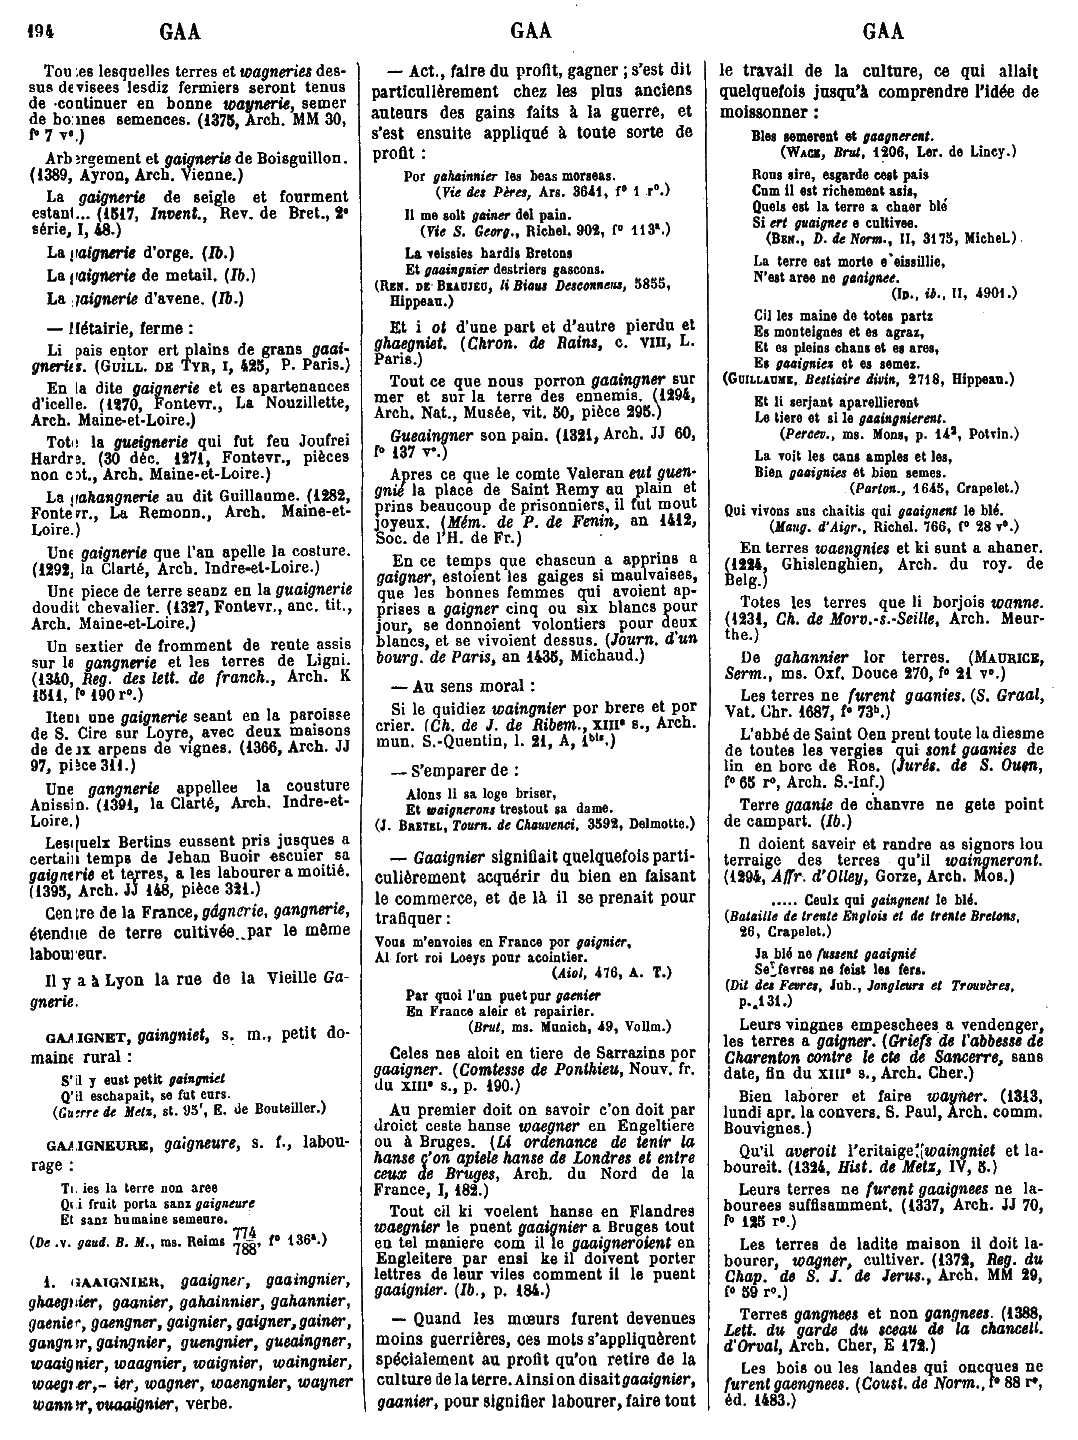 194 GAA GAA GAA
Toutes lesquelles terres et wagneries des-
sus devisees lesdiz fermiers seront tenus
de continuer en bonne waynerie, semer
de bonnes semences. (1375, Arch. MM 30,
f° 7 v°.)
Arbergement et gaignerie de Boisguillon.
(1389, Ayron, Arch. Vienne.)
La gaignerie de seigle et fourment
estant... (1517, Invent., Rev. de Bret., 2e
série, I, 48.)
La gaignerie d'orge. (Ib.)
La gaignerie de metail. (Ib.)
La gaignerie d'avene. (Ib.)
— Métairie, ferme :
Li pais entor ert plains de grans gaai-
gneries. (GUILL. DE TYR, I, 425, P. Paris.)
En la dite gaignerie et es apartenances
d'icelle. (1270, Fontevr., La Nouzillette,
Arch. Maine-et-Loire.)
Tote la gueignerie qui fut feu Joufrei
Hardre. (30 déc. 1271, Fontevr., pièces
non cot., Arch. Maine-et-Loire.)
La gahangnerie au dit Guillaume. (1282,
Fontevr., La Remonn., Arch. Maine-et-
Loire.)
Une gaignerie que l'an apelle la costure.
(1292, la Clarté, Arch. Indre-et-Loire.)
Une piece de terre seanz en la guaignerie
doudit chevalier. (1327, Fontevr., anc. tit.,
Arch. Maine-et-Loire.)
Un sextier de fromment de rente assis
sur le gangnerie et les terres de Ligni.
(1340, Reg. des lett. de franch., Arch. K
1511, f° 190 r°.)
Item une gaignerie seant en la paroisse
de S. Cire sur Loyre, avec deux maisons
de deux arpens de vignes. (1366, Arch. JJ
97, pièce 311.)
Une gangnerie appellee la cousture
Anissin. (1391, la Clarté, Arch. Indre-et-
Loire.)
Lesquelx Bertins eussent pris jusques a
certain temps de Jehan Buoir escuier sa
gaignerie et terres, a les labourer a moitié.
(1395, Arch. JJ 148, pièce 321.)
Centre de la France, gâgnerie, gangnerie,
étendue de terre cultivée par le même
laboureur.
Il y a à Lyon la rue de la Vieille Ga-
gnerie.
GAAIGNET, gaingniet, s. m., petit do-
maine rural :
S'il y eust petit gaingniet
Q'il eschapait, se fut eurs.
(Guerre de Metz, st. 95f, E. de Bouteiller.)
GAAIGNEURE, gaigneure, s. f., labou-
rage :
Toies la terre non aree
Qui fruit porta sanz gaigneure
Et sanz humaine semeure.
(De .v. gaud. B. M., ms. Reims 774/788, f° 136a.)
1. GAAIGNIER, gaaigner, gaaingnier,
ghaegnier, gaanier, gahainnier, gahannier,
gaenier, gaengner, gaignier, gaigner, gainer,
gangner, gaingnier, guengnier, gueaingner,
waaignier, waagnier, waignier, waingnier,
waegner, - ier, wagner, waengnier, wayner
wanner, vuaaignier, verbe.
— Act., faire du profit, gagner ; s'est dit
particulièrement chez les plus anciens
auteurs des gains faits à la guerre, et
s'est ensuite appliqué à toute sorte de
profit :
Por gahainnier les beas morseas.
(Vie des Pères, Ars. 3641, f° 1 r°.)
Il me solt gainer del pain.
(Vie S. Georg., Richel. 902, f° 113a.)
La veissies hardis Bretons
Et gaaingnier destriers gascons.
(REN. DE BEAUJEU, li Biaus Desconneus, 5855,
Hippeau.)
Et i ot d'une part et d'autre pierdu et
ghaegniet. (Chron. de Rains, c. VIII, L.
Paris.)
Tout ce que nous porron gaaingner sur
mer et sur la terre des ennemis. (1294,
Arch. Nat., Musée, vit. 50, pièce 295.)
Gueaingner son pain. (1321, Arch. JJ 60,
f° 137 v°.)
Apres ce que le comte Valeran eut guen-
gnié la place de Saint Remy au plain et
prins beaucoup de prisonniers, il fut mout
joyeux. (Mém. de P. de Fenin, an 1412,
Soc. de l'H. de Fr.)
En ce temps que chascun a apprins a
gaigner, estoient les gaiges si maulvaises,
que les bonnes femmes qui avoient ap-
prises a gaigner cinq ou six blancs pour
jour, se donnoient volontiers pour deux
blancs, et se vivoient dessus. (Journ. d'un
bourg. de Paris, an 1435, Michaud.)
— Au sens moral :
Si le quidiez waingnier por brere et por
crier. (Ch. de J. de Ribem., XIIIe s., Arch.
mun. S.-Quentin, l. 21, A, 1bis.)
— S'emparer de :
Alons li sa loge briser,
Et waignerons trestout sa dame.
(J. BRETEL, Tourn. de Chauvenci, 3592, Delmotte.)
— Gaaignier signifiait quelquefois parti-
culièrement acquérir du bien en faisant
le commerce, et de là il se prenait pour
trafiquer :
Vous m'envoies en France por gaignier,
Al fort roi Loeys pour acointier.
(Aiol, 476, A. T.)
Par quoi l'un puet pur gaenier
En France aleir et repairier.
(Brut, ms. Munich, 49, Vollm.)
Celes nes aloit en tiere de Sarrazins por
gaaigner. (Comtesse de Ponthieu, Nouv. fr.
du XIIIe s., p. 190.)
Au premier doit on savoir c'on doit par
droict ceste hanse waegner en Engeltiere
ou à Bruges. (Li ordenance de tenir la
hanse c'on apiele hanse de Londres et entre
ceux de Bruges, Arch. du Nord de la
France, I, 182.)
Tout cil ki voelent hanse en Flandres
waegnier le puent gaaignier a Bruges tout
en tel maniere com il le gaaigneroient en
Engleitere par ensi ke il doivent porter
lettres de leur viles comment il le puent
gaaignier. (Ib., p. 184.)
— Quand les mœurs furent devenues
moins guerrières, ces mots s'appliquèrent
spécialement au profit qu'on retire de la
culture de la terre. Ainsi on disait gaaignier,
gaanier, pour signifier labourer, faire tout
le travail de la culture, ce qui allait
quelquefois jusqu'à comprendre l'idée de
moissonner :
Bles semerent et gaagnerent.
(WACE, Brut, 1206, Ler. de Lincy.)
Rous sire, esgarde cest pais
Cum il est richement asis,
Quels est la terre a chaer blé
Si ert guaignee e cultivee.
(BEN., D. de Norm., II, 3175, Michel.)
La terre est morte e eissillie,
N'est aree ne gaaignee.
(ID., ib., II, 4901.)
Cil les maine de totes partz
Es monteignes et es agraz,
Et es pleins chans et es ares,
Es gaaignies et es semez.
(GUILLAUME, Bestiaire divin, 2718, Hippeau.)
Et li serjant aparellierent
Le tiere et si le gaaingnierent.
(Percev., ms. Mons, p. 14a, Potvin.)
La voit les cans amples et les,
Bien gaaignies et bien semes.
(Parton., 1645, Crapelet.)
Qui vivons sus chaitis qui gaaignent le blé.
(Maug. d'Aigr., Richel. 766, f° 28 v°.)
En terres waengnies et ki sunt a ahaner.
(1224, Ghislenghien, Arch. du roy. de
Belg.)
Totes les terres que li borjois wanne.
(1231, Ch. de Morv.-s.-Seille, Arch. Meur-
the.)
De gahannier lor terres. (MAURICE,
Serm., ms. Oxf. Douce 270, f° 21 v°.)
Les terres ne furent gaanies. (S. Graal,
Vat. Chr. 1687, f° 73b.)
L'abbé de Saint Oen prent toute la diesme
de toutes les vergies qui sont gaanies de
lin en borc de Ros. (Jurés. de S. Ouen,
f° 65 r°, Arch. S.-Inf.)
Terre gaanie de chanvre ne gete point
de campart. (Ib.)
Il doient saveir et randre as signors lou
terraige des terres qu'il waingneront.
(1294, Affr. d'Olley, Gorze, Arch. Mos.)
..... Ceulx qui gaingnent le blé.
(Bataille de trente Englois et de trente Bretons,
26, Crapelet.)
Ja blé ne fussent gaaignié
Se fevres ne feist les fers.
(Dit des Fevres, Jub., Jongleurs et Trouvères,
p. 131.)
Leurs vingnes empeschees a vendenger,
les terres a gaigner. (Griefs de l'abbesse de
Charenton contre le cte de Sancerre, sans
date, fin du XIIIe s., Arch. Cher.)
Bien laborer et faire wayner. (1313,
lundi apr. la convers. S. Paul, Arch. comm.
Bouvignes.)
Qu'il averoit l'eritaige waingniet et la-
boureit. (1324, Hist. de Metz, IV, 5.)
Leurs terres ne furent gaaignees ne la-
bourees suffisamment. (1337, Arch. JJ 70,
f° 125 r°.)
Les terres de ladite maison il doit la-
bourer, wagner, cultiver. (1372, Reg. du
Chap. de S. J. de Jerus., Arch. MM 29,
f° 59 r°.)
Terres gangnees et non gangnees. (1388,
Lett. du garde du sceau de la chancell.
d'Orval, Arch. Cher, E 172.)
Les bois ou les landes qui oncques ne
furent gaengnees. (Coust. de Norm., f° 88 r°,
éd. 1483.)